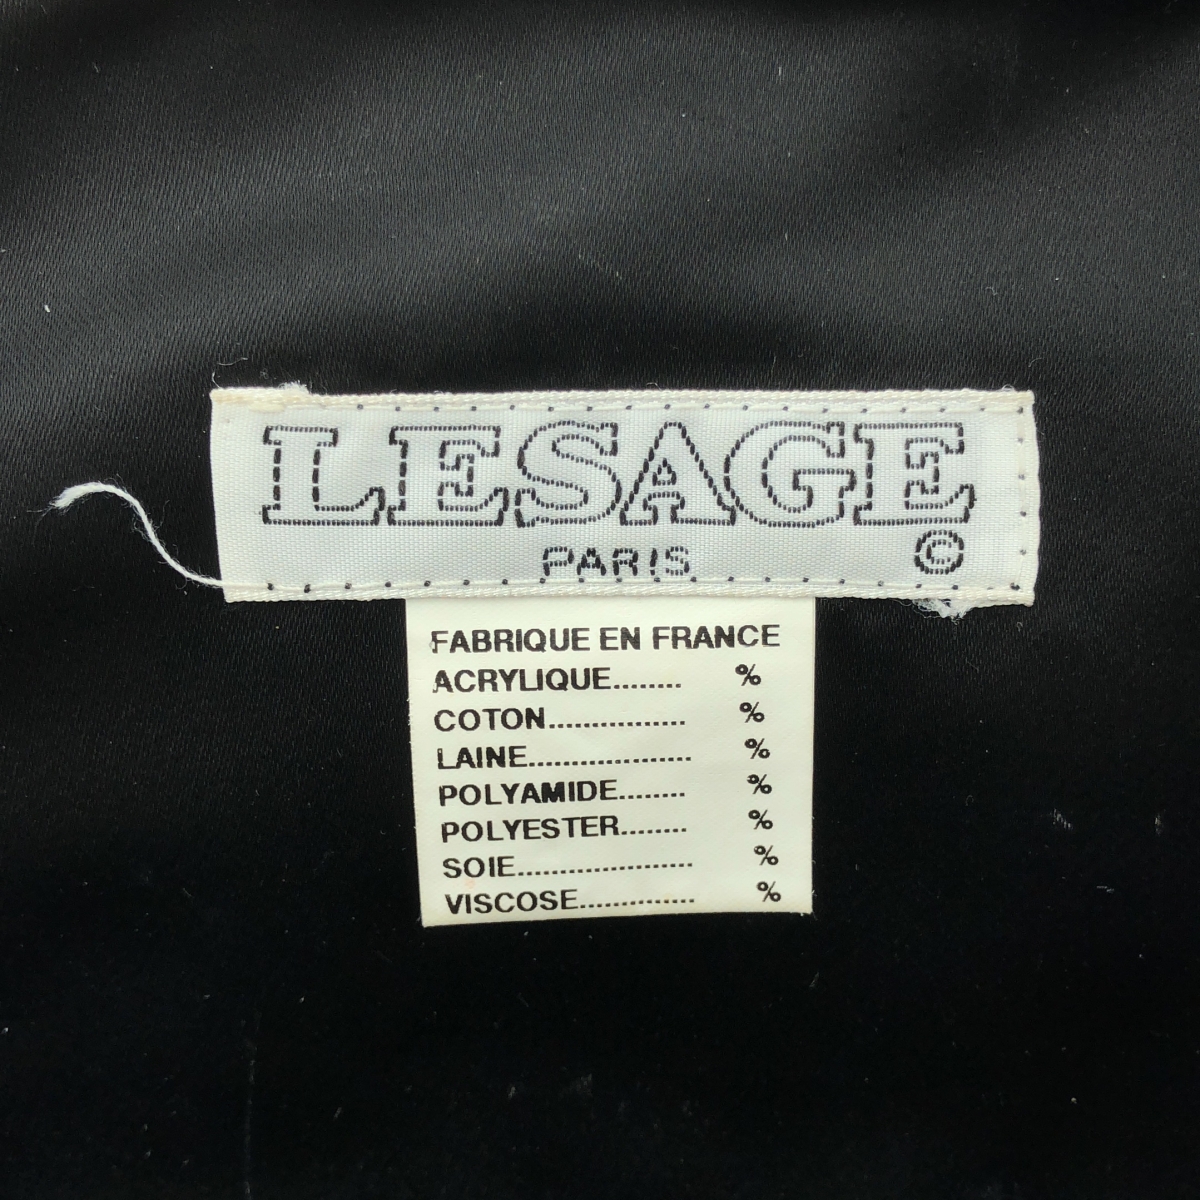 LESAGE
PARIS ©
FABRIQUE EN FRANCE
ACRYLIQUE........ %
COTON................ %
LAINE................... %
POLYAMIDE........ %
POLYESTER........ %
SOIE..................... %
VISCOSE.............. %